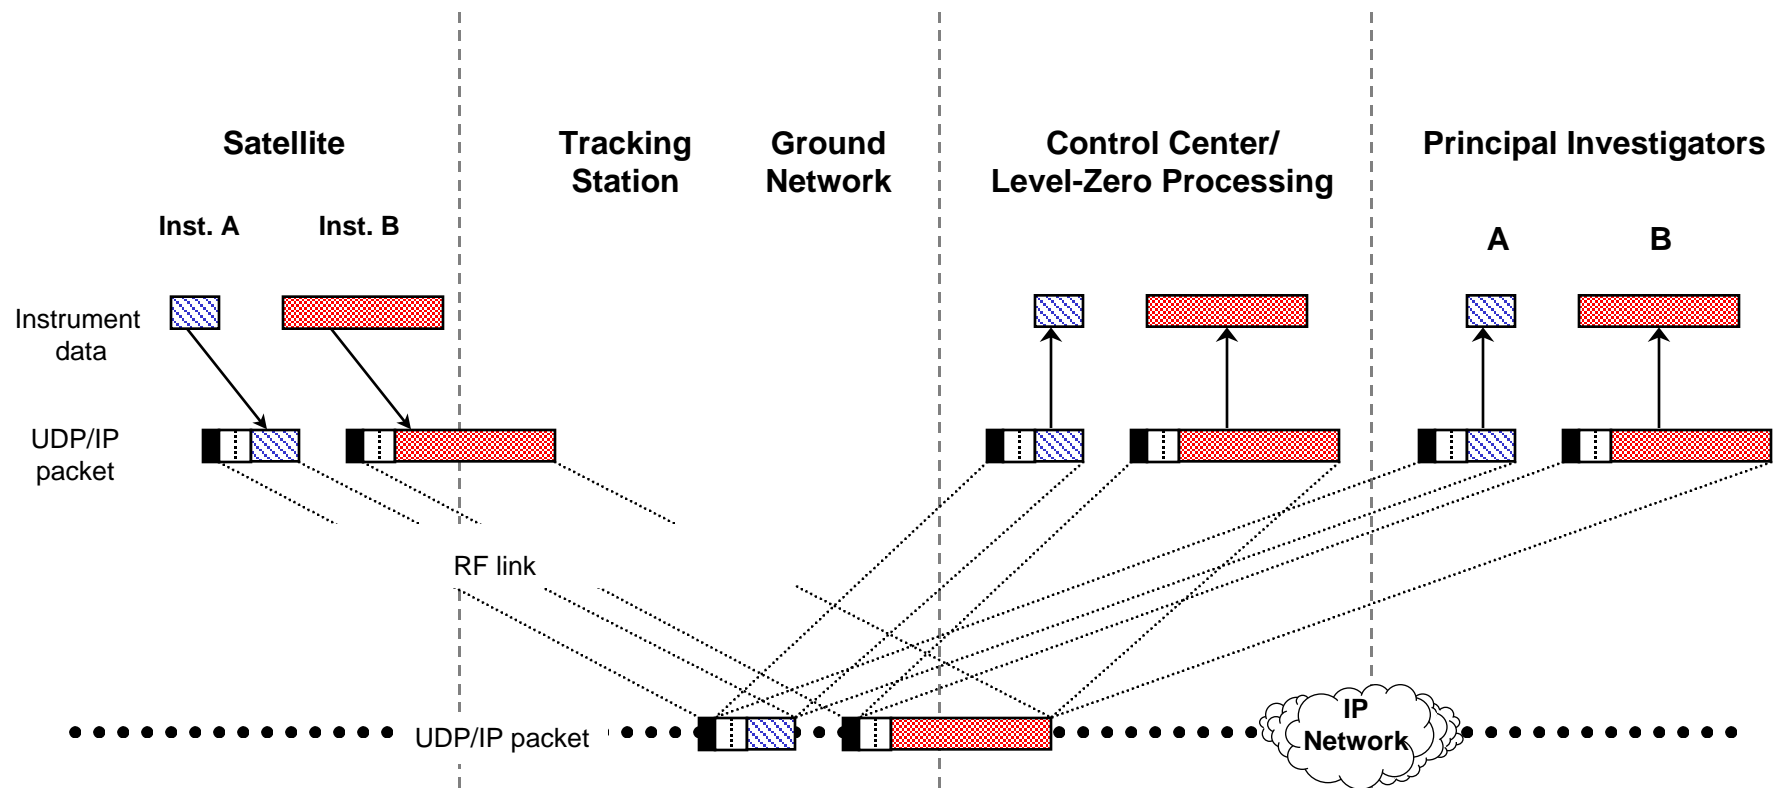 Satellite
Tracking
Station
Ground
Network
Control Center/
Level-Zero Processing
Principal Investigators
Inst. A
Inst. B
A
B
Instrument
data
UDP/IP
packet
RF link
UDP/IP packet
IP
Network